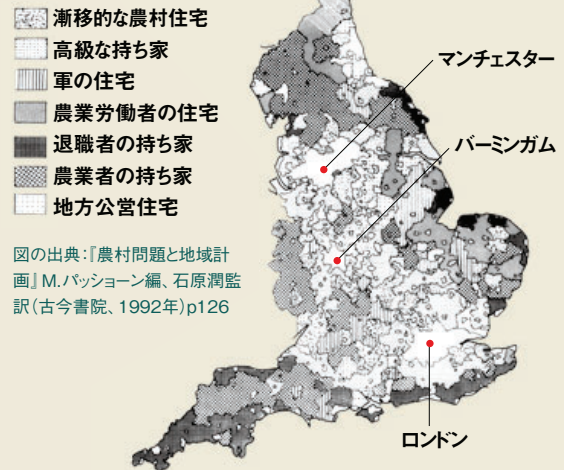 漸移的な農村住宅
高級な持ち家
軍の住宅
農業労働者の住宅
退職者の持ち家
農業者の持ち家
地方公営住宅
図の出典:『農村問題と地域計
画』M.パッショーン編、石原潤監
訳(古今書院、1992年)p126
マンチェスター
バーミンガム
ロンドン